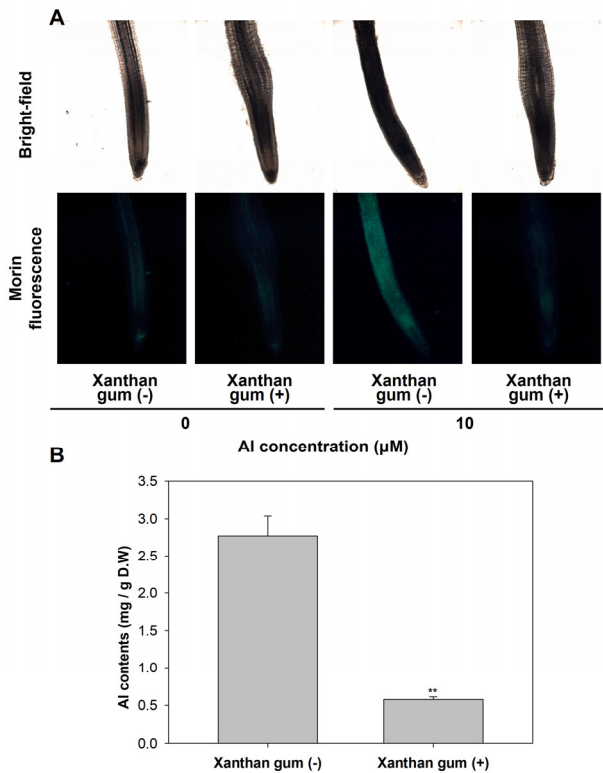 A
Bright-field
Morin
fluorescence
Xanthan
gum (-)
Xanthan
gum (+)
Xanthan
gum (-)
Xanthan
gum (+)
0
10
Al concentration (µM)
B
Al contents (mg / g D.W)
3.5
3.0
2.5
2.0
1.5
1.0
0.5
0.0
**
Xanthan gum (-)
Xanthan gum (+)